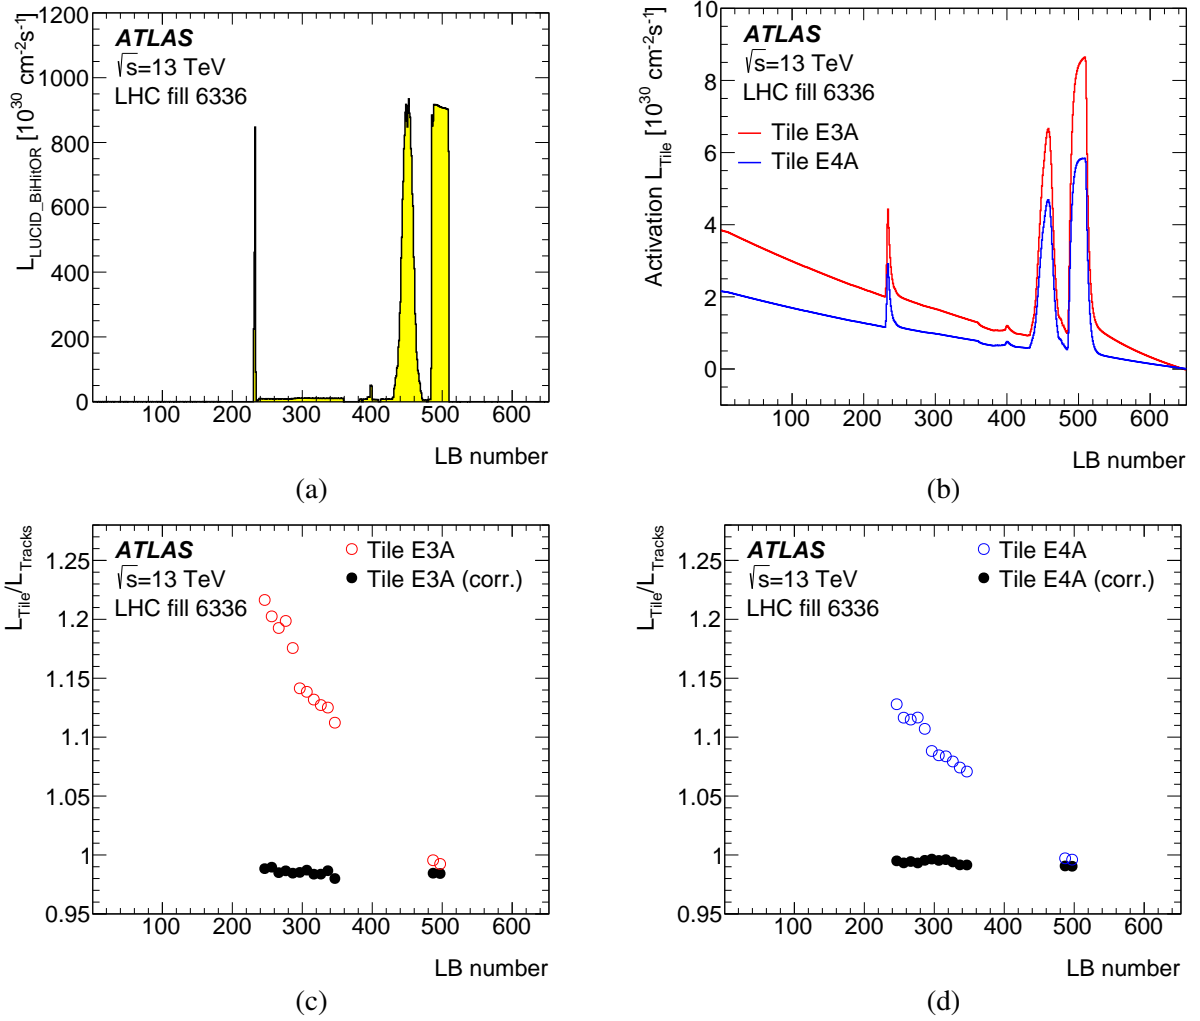 L_LUCID_BiHitOR [10^30 cm^-2s^-1]
1200
1000
800
600
400
200
0
ATLAS
√s=13 TeV
LHC fill 6336
100 200 300 400 500 600
LB number
(a)
Activation L_Tile [10^30 cm^-2s^-1]
10
8
6
4
2
0
ATLAS
√s=13 TeV
LHC fill 6336
Tile E3A
Tile E4A
100 200 300 400 500 600
LB number
(b)
L_Tile/L_Tracks
1.25
1.2
1.15
1.1
1.05
1
0.95
ATLAS
√s=13 TeV
LHC fill 6336
Tile E3A
Tile E3A (corr.)
100 200 300 400 500 600
LB number
(c)
L_Tile/L_Tracks
1.25
1.2
1.15
1.1
1.05
1
0.95
ATLAS
√s=13 TeV
LHC fill 6336
Tile E4A
Tile E4A (corr.)
100 200 300 400 500 600
LB number
(d)